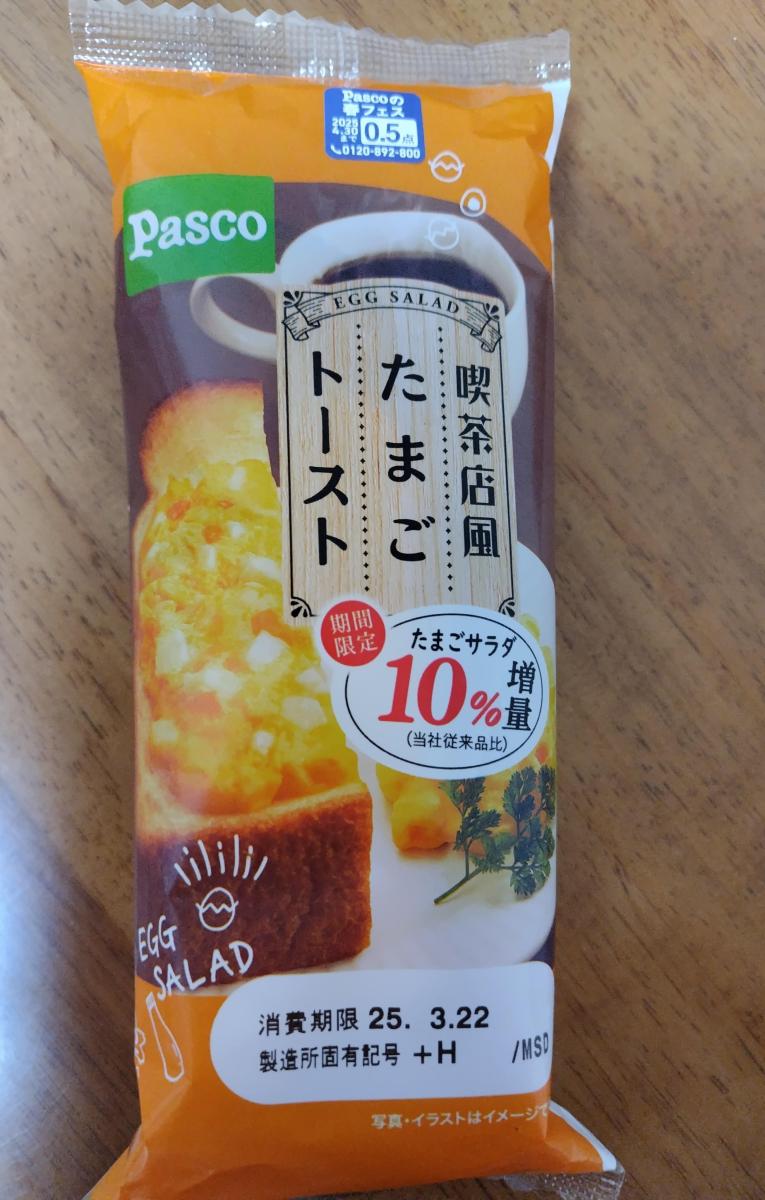 Pascoの
春フェス
2025
4.30
まで
0.5点
0120-892-800
Pasco
EGG SALAD
喫茶店風
たまご
トースト
期間
限定
たまごサラダ
10%増量
(当社従来品比)
EGG
SALAD
消費期限 25. 3.22
製造所固有記号 +H /MSD
写真・イラストはイメージで